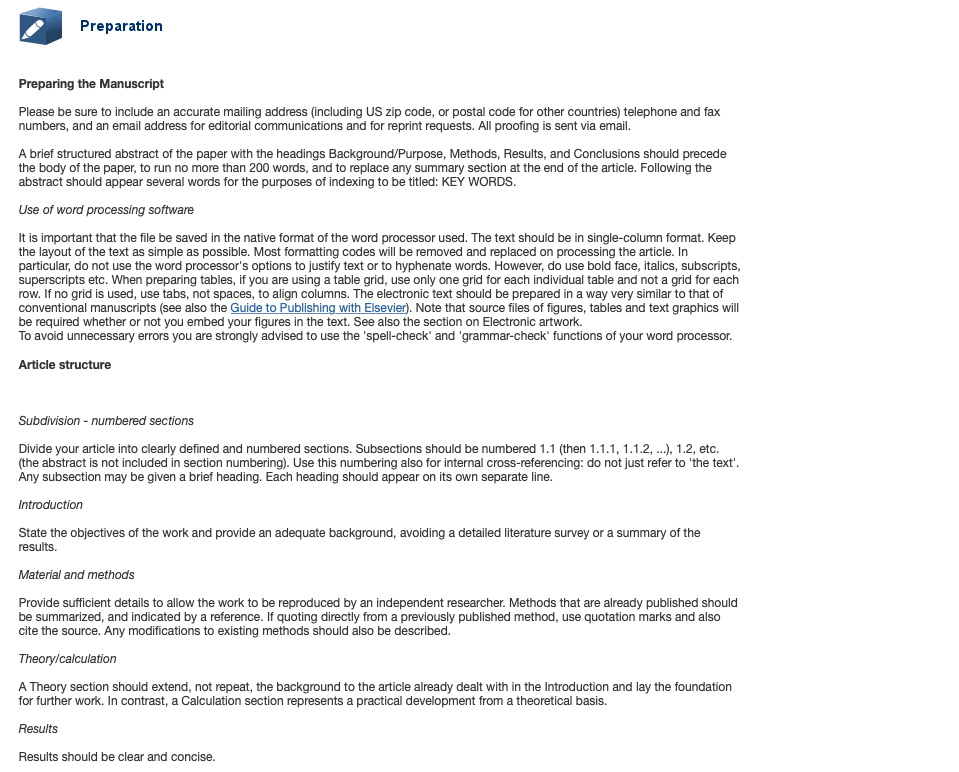 Preparation
Preparing the Manuscript
Please be sure to include an accurate mailing address (including US zip code, or postal code for other countries) telephone and fax
numbers, and an email address for editorial communications and for reprint requests. All proofing is sent via email.
A brief structured abstract of the paper with the headings Background/Purpose, Methods, Results, and Conclusions should precede
the body of the paper, to run no more than 200 words, and to replace any summary section at the end of the article. Following the
abstract should appear several words for the purposes of indexing to be titled: KEY WORDS.
Use of word processing software
It is important that the file be saved in the native format of the word processor used. The text should be in single-column format. Keep
the layout of the text as simple as possible. Most formatting codes will be removed and replaced on processing the article. In
particular, do not use the word processor's options to justify text or to hyphenate words. However, do use bold face, italics, subscripts,
superscripts etc. When preparing tables, if you are using a table grid, use only one grid for each individual table and not a grid for each
row. If no grid is used, use tabs, not spaces, to align columns. The electronic text should be prepared in a way very similar to that of
conventional manuscripts (see also the Guide to Publishing with Elsevier). Note that source files of figures, tables and text graphics will
be required whether or not you embed your figures in the text. See also the section on Electronic artwork.
To avoid unnecessary errors you are strongly advised to use the 'spell-check' and 'grammar-check' functions of your word processor.
Article structure
Subdivision - numbered sections
Divide your article into clearly defined and numbered sections. Subsections should be numbered 1.1 (then 1.1.1, 1.1.2, ...), 1.2, etc.
(the abstract is not included in section numbering). Use this numbering also for internal cross-referencing: do not just refer to 'the text'.
Any subsection may be given a brief heading. Each heading should appear on its own separate line.
Introduction
State the objectives of the work and provide an adequate background, avoiding a detailed literature survey or a summary of the
results.
Material and methods
Provide sufficient details to allow the work to be reproduced by an independent researcher. Methods that are already published should
be summarized, and indicated by a reference. If quoting directly from a previously published method, use quotation marks and also
cite the source. Any modifications to existing methods should also be described.
Theory/calculation
A Theory section should extend, not repeat, the background to the article already dealt with in the Introduction and lay the foundation
for further work. In contrast, a Calculation section represents a practical development from a theoretical basis.
Results
Results should be clear and concise.